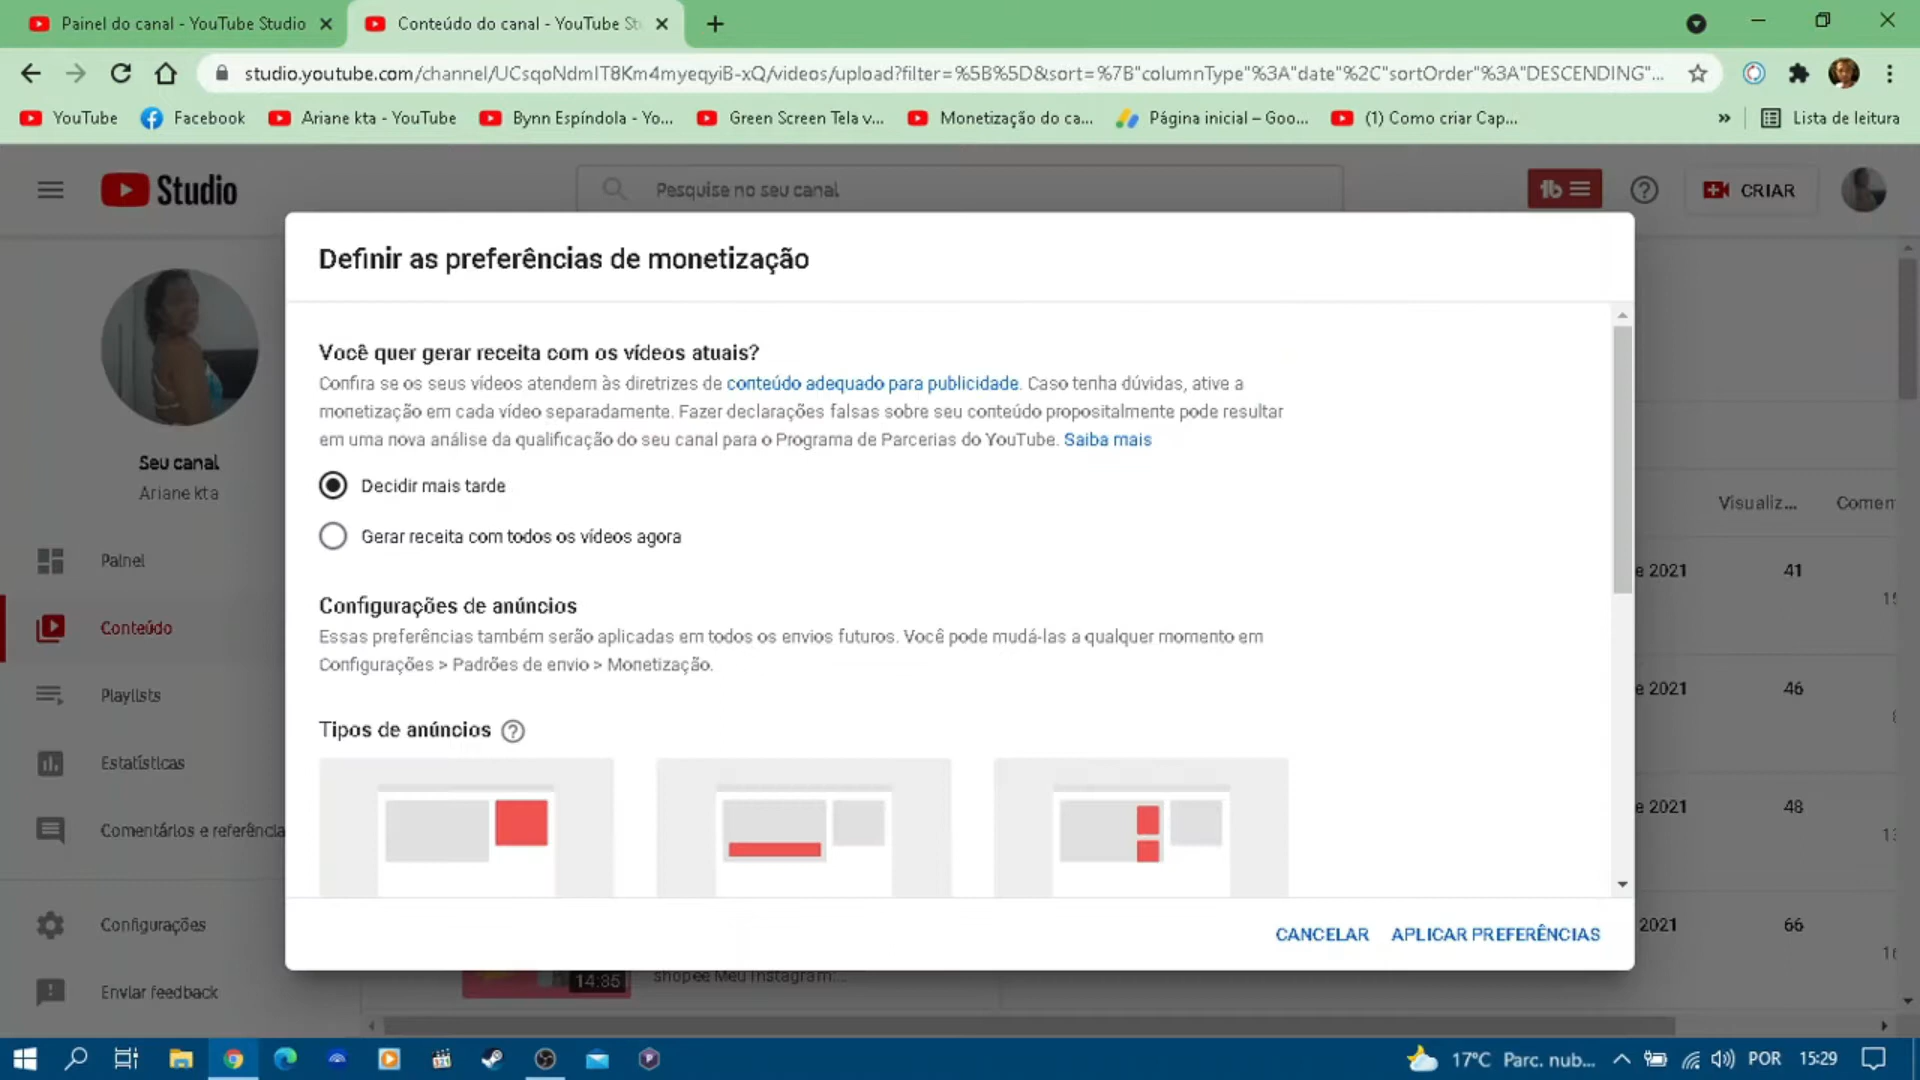 Painel do canal - YouTube Studio
Conteúdo do canal - YouTube St
studio.youtube.com/channel/UCsqoNdmIT8Km4myeqyiB-xQ/videos/upload?filter=%5B%5D&sort=%7B"columnType"%3A"date"%2C"sortOrder"%3A"DESCENDING"...
YouTube
Facebook
Ariane kta - YouTube
Bynn Espíndola - Yo...
Green Screen Tela v...
Monetização do ca...
Página inicial – Goo...
(1) Como criar Cap...
»
Lista de leitura
Studio
Pesquise no seu canal
CRIAR
Definir as preferências de monetização
Você quer gerar receita com os vídeos atuais?
Confira se os seus vídeos atendem às diretrizes de conteúdo adequado para publicidade. Caso tenha dúvidas, ative a
monetização em cada vídeo separadamente. Fazer declarações falsas sobre seu conteúdo propositalmente pode resultar
em uma nova análise da qualificação do seu canal para o Programa de Parcerias do YouTube. Saiba mais
Decidir mais tarde
Gerar receita com todos os vídeos agora
Configurações de anúncios
Essas preferências também serão aplicadas em todos os envios futuros. Você pode mudá-las a qualquer momento em
Configurações > Padrões de envio > Monetização.
Tipos de anúncios
CANCELAR
APLICAR PREFERÊNCIAS
Seu canal
Ariane kta
Painel
Conteúdo
Playlists
Estatísticas
Comentários e referência
Configurações
Enviar feedback
Visualiz...
Comen
e 2021
41
e 2021
46
e 2021
48
2021
66
14:35
shopee Meu Instagram:...
17°C Parc. nub...
POR
15:29